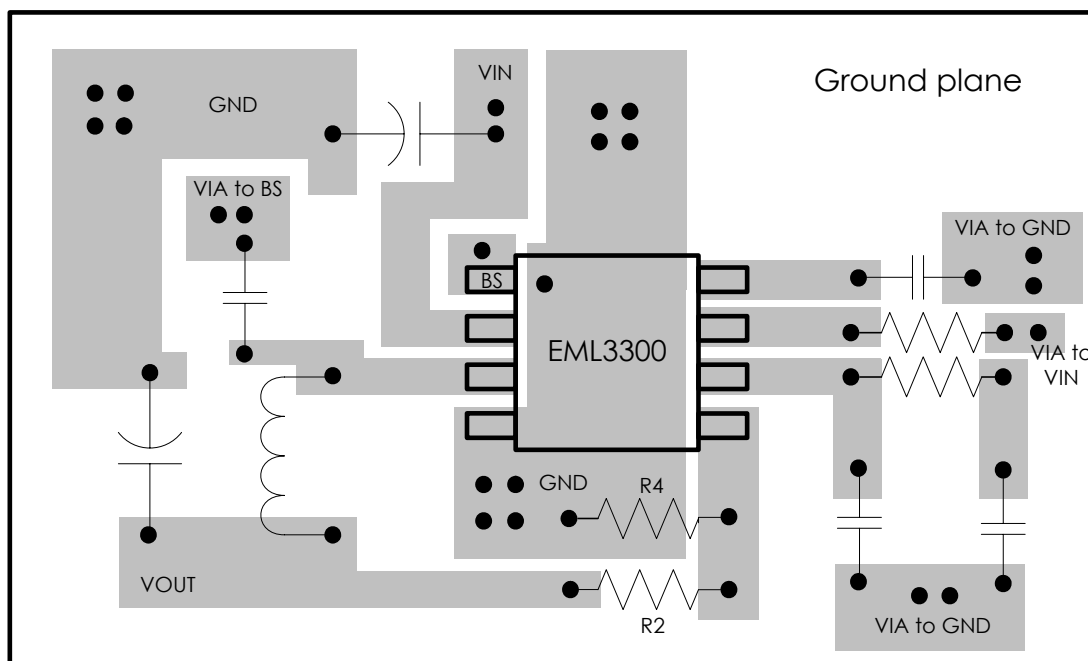 VIN
Ground plane
GND
VIA to BS
VIA to GND
BS
EML3300
VIA to
VIN
GND
R4
VOUT
R2
VIA to GND